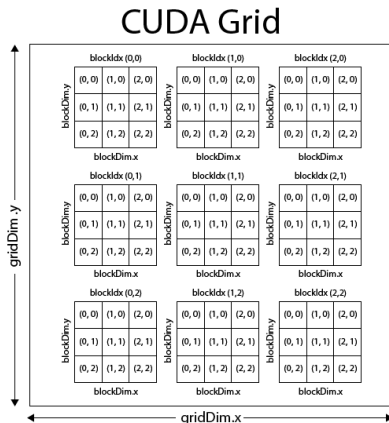 CUDA Grid
blockIdx (0,0) blockIdx (1,0) blockIdx (2,0)
blockDim.y (0, 0) (1, 0) (2, 0) blockDim.y (0, 0) (1, 0) (2, 0) blockDim.y (0, 0) (1, 0) (2, 0)
(0, 1) (1, 1) (2, 1) (0, 1) (1, 1) (2, 1) (0, 1) (1, 1) (2, 1)
(0, 2) (1, 2) (2, 2) (0, 2) (1, 2) (2, 2) (0, 2) (1, 2) (2, 2)
blockDim.x blockDim.x blockDim.x
blockIdx (0,1) blockIdx (1,1) blockIdx (2,1)
blockDim.y (0, 0) (1, 0) (2, 0) blockDim.y (0, 0) (1, 0) (2, 0) blockDim.y (0, 0) (1, 0) (2, 0)
gridDim .y (0, 1) (1, 1) (2, 1) (0, 1) (1, 1) (2, 1) (0, 1) (1, 1) (2, 1)
(0, 2) (1, 2) (2, 2) (0, 2) (1, 2) (2, 2) (0, 2) (1, 2) (2, 2)
blockDim.x blockDim.x blockDim.x
blockIdx (0,2) blockIdx (1,2) blockIdx (2,2)
blockDim.y (0, 0) (1, 0) (2, 0) blockDim.y (0, 0) (1, 0) (2, 0) blockDim.y (0, 0) (1, 0) (2, 0)
(0, 1) (1, 1) (2, 1) (0, 1) (1, 1) (2, 1) (0, 1) (1, 1) (2, 1)
(0, 2) (1, 2) (2, 2) (0, 2) (1, 2) (2, 2) (0, 2) (1, 2) (2, 2)
blockDim.x blockDim.x blockDim.x
gridDim.x